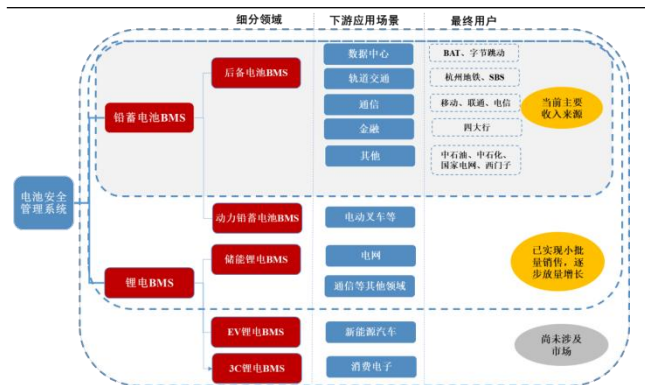 细分领域
下游应用场景
最终用户
数据中心
BAT、字节跳动
后备电池BMS
轨道交通
杭州地铁、SBS
通信
移动、联通、电信
当前主要
收入来源
铅蓄电池BMS
金融
四大行
其他
中石油、中石化、
国家电网、西门子
电池安全
管理系统
动力铅蓄电池BMS
电动叉车等
储能锂电BMS
电网
已实现小批
量销售，逐
步放量增长
锂电BMS
通信等其他领域
EV锂电BMS
新能源汽车
尚未涉及
市场
3C锂电BMS
消费电子